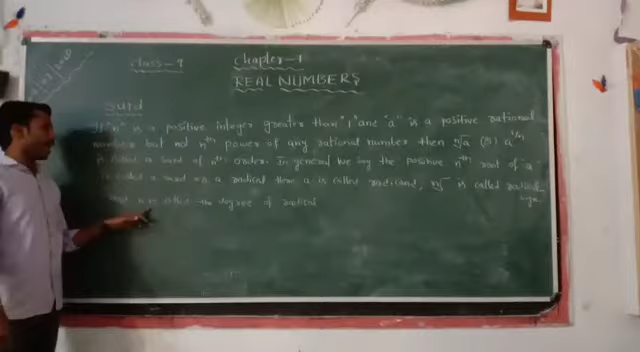 Class-9
Chapter-1
REAL NUMBERS
Surd
If "n" is a positive integer greater than "1" and "a" is a positive rational
number but not nth power of any rational number then ⁿ√a (or) a^1/n
is called a surd of nth order. In general we say the positive nth root of "a"
is called a surd or a radical. Here a is called radicand, ⁿ√ is called radical
sign
and n is called the degree of radical